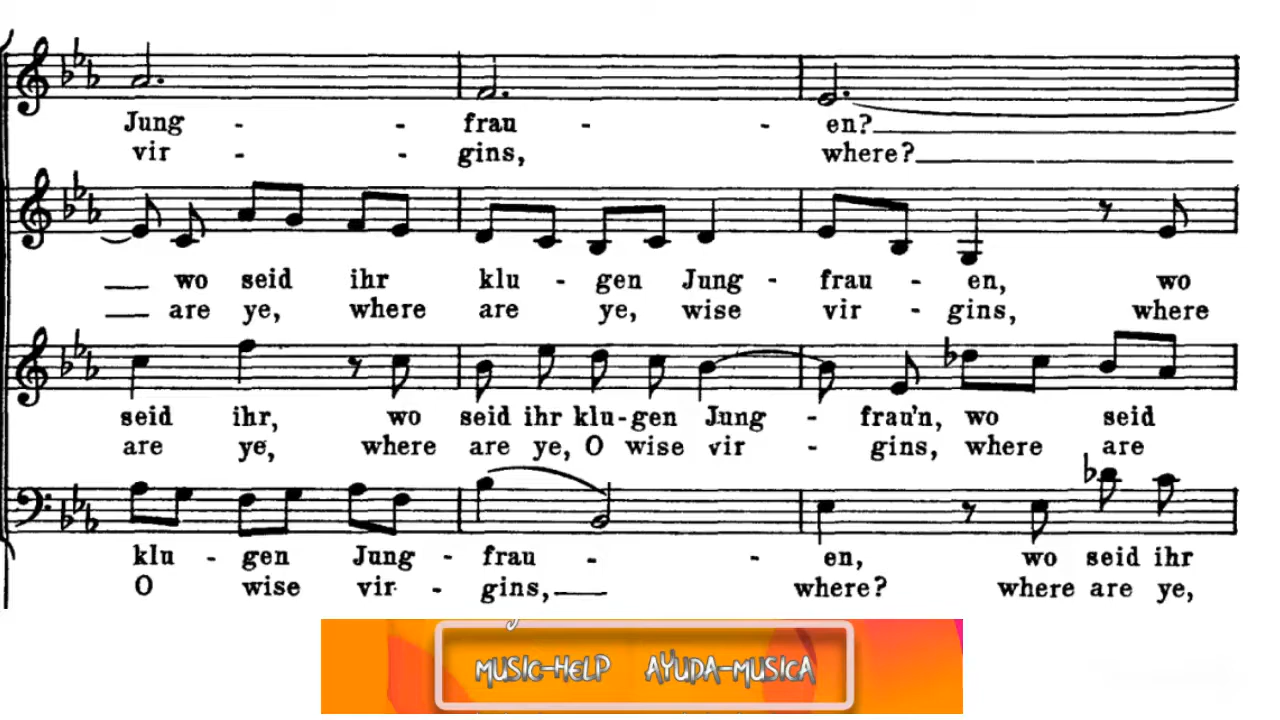 Jung - - frau - - en?
vir - - gins, where?
wo seid ihr klu - gen Jung - frau - en, wo
are ye, where are ye, wise vir - gins, where
seid ihr, wo seid ihr klu-gen Jung - frau'n, wo seid
are ye, where are ye, O wise vir - gins, where are
klu - gen Jung - frau - - en, wo seid ihr
O wise vir - gins, where? where are ye,
MUSIC-HELP AYUDA-MUSICA